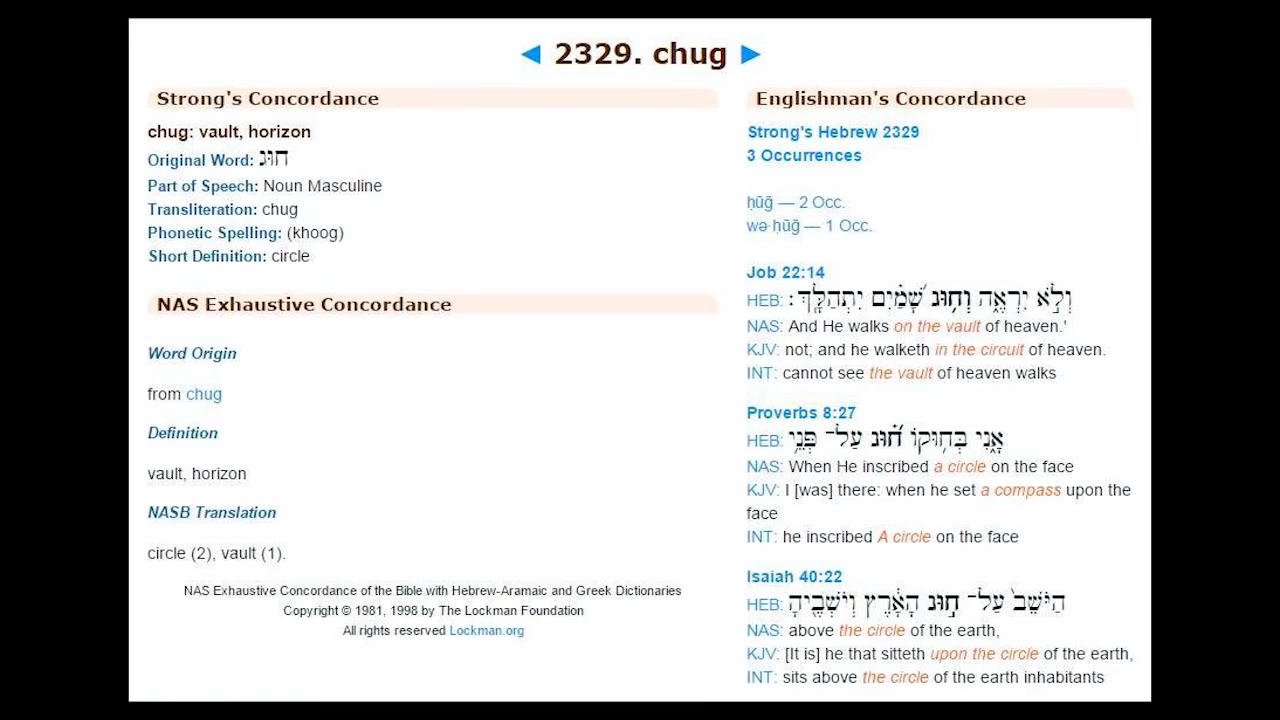 ◄ 2329. chug ►
Strong's Concordance
chug: vault, horizon
Original Word: חוּג
Part of Speech: Noun Masculine
Transliteration: chug
Phonetic Spelling: (khoog)
Short Definition: circle
NAS Exhaustive Concordance
Word Origin
from chug
Definition
vault, horizon
NASB Translation
circle (2), vault (1).
NAS Exhaustive Concordance of the Bible with Hebrew-Aramaic and Greek Dictionaries
Copyright © 1981, 1998 by The Lockman Foundation
All rights reserved Lockman.org
Englishman's Concordance
Strong's Hebrew 2329
3 Occurrences
ḥūḡ — 2 Occ.
wə·ḥūḡ — 1 Occ.
Job 22:14
HEB: וְלֹ֣א יִרְאֶ֑ה וְח֥וּג שָׁ֝מַ֗יִם יִתְהַלָּֽךְ׃
NAS: And He walks on the vault of heaven.'
KJV: not; and he walketh in the circuit of heaven.
INT: cannot see the vault of heaven walks
Proverbs 8:27
HEB: אָ֑נִי בְּח֥וּקוֹ ח֝֗וּג עַל־ פְּנֵ֥י
NAS: When He inscribed a circle on the face
KJV: I [was] there: when he set a compass upon the
face
INT: he inscribed A circle on the face
Isaiah 40:22
HEB: הַיֹּשֵׁב֙ עַל־ ח֣וּג הָאָ֔רֶץ וְיֹשְׁבֶ֖יהָ
NAS: above the circle of the earth,
KJV: [It is] he that sitteth upon the circle of the earth,
INT: sits above the circle of the earth inhabitants